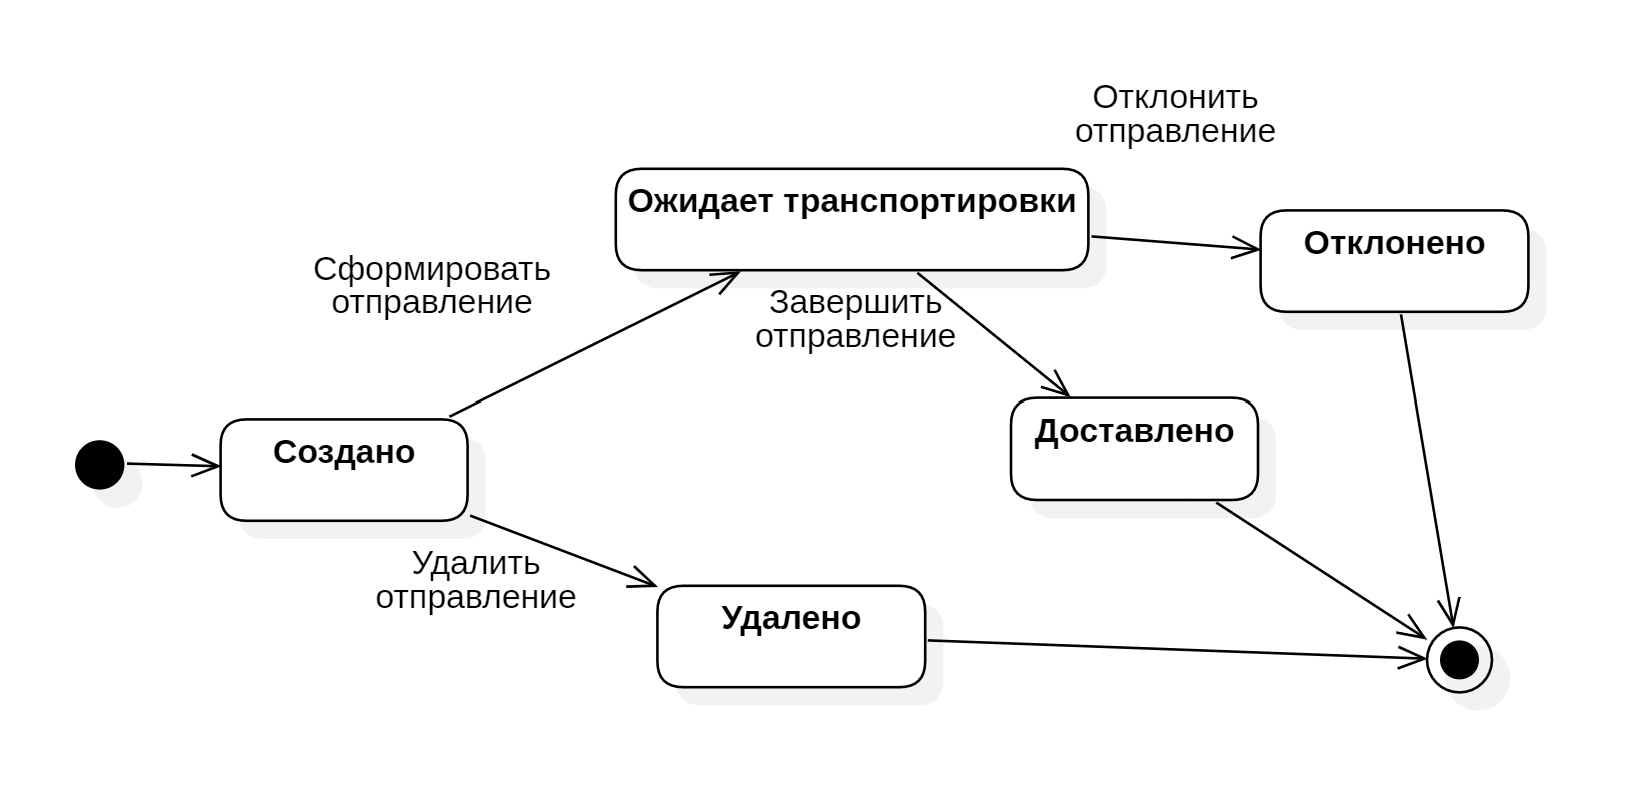 Отклонить
отправление
Ожидает транспортировки
Отклонено
Сформировать
отправление
Завершить
отправление
Доставлено
Создано
Удалить
отправление
Удалено